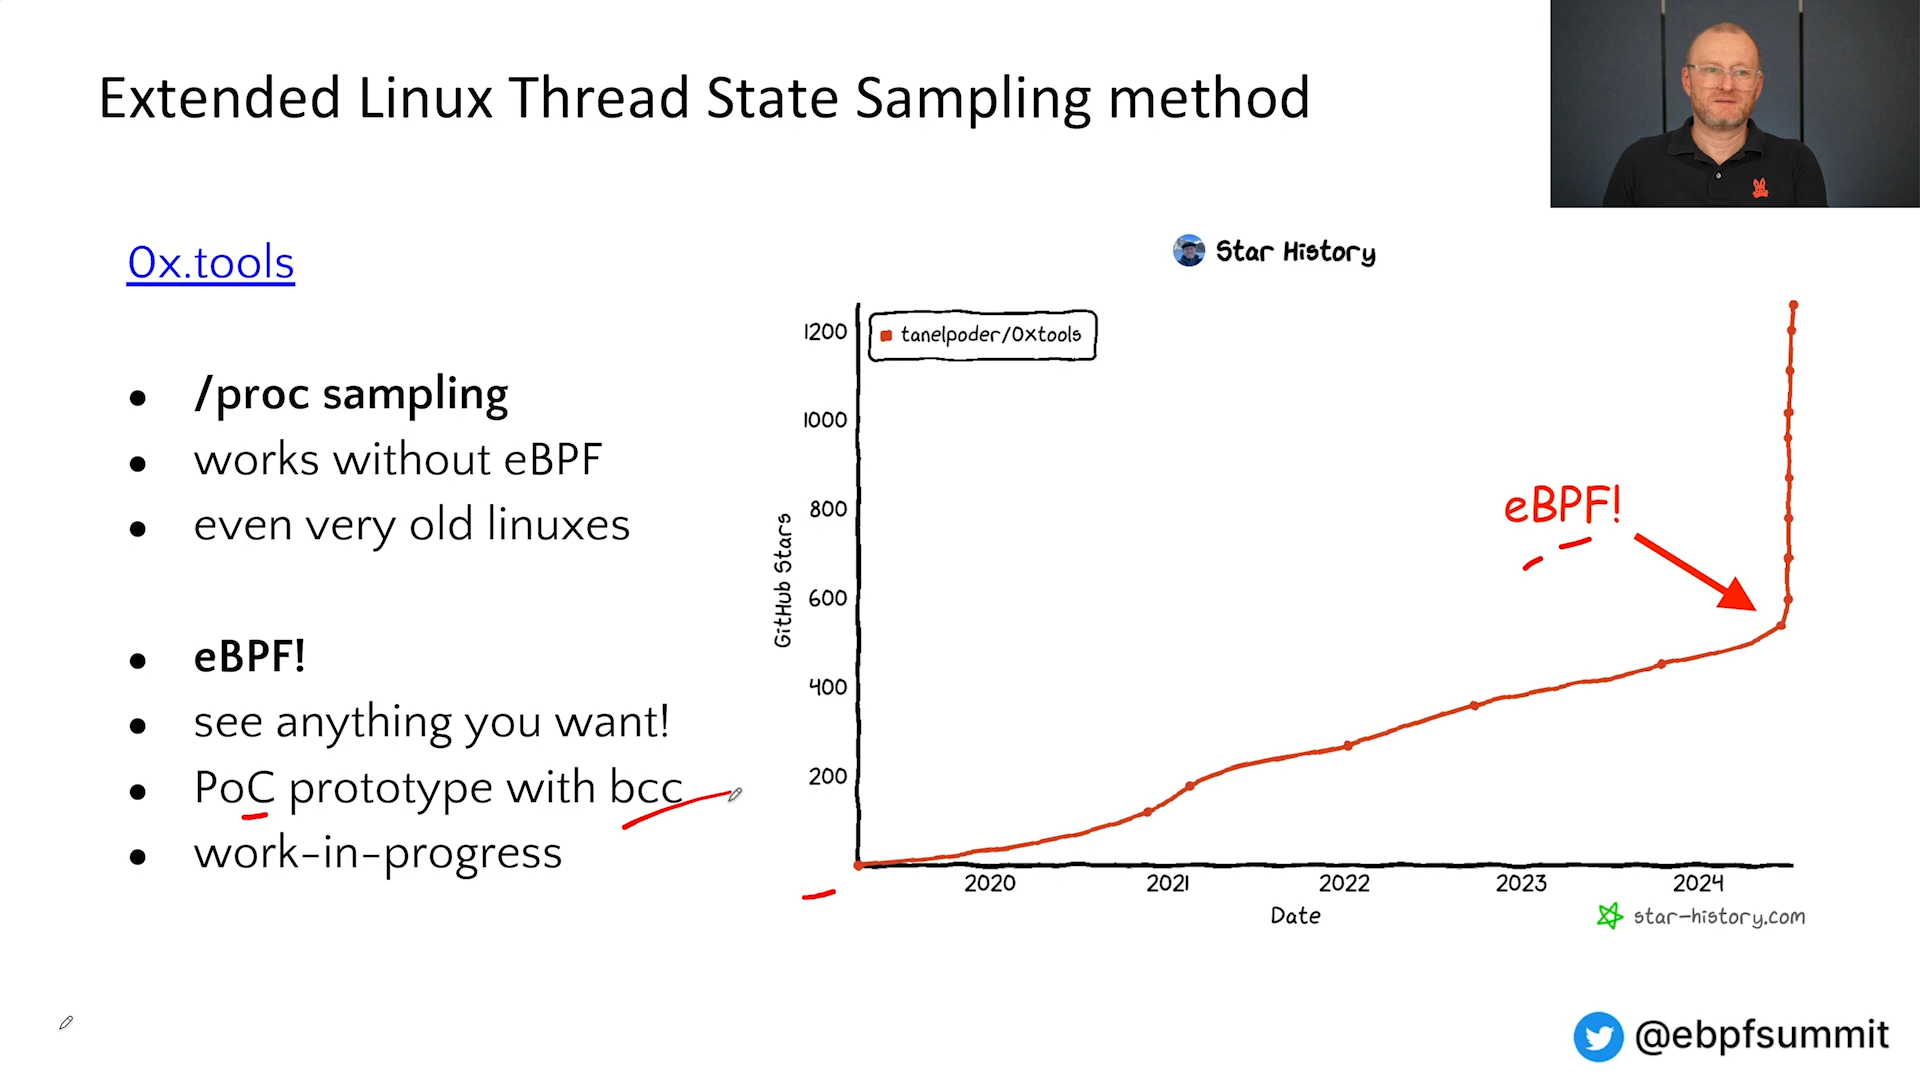 Extended Linux Thread State Sampling method
0x.tools
/proc sampling
works without eBPF
even very old linuxes
eBPF!
see anything you want!
PoC prototype with bcc
work-in-progress
Star History
tanelpoder/0xtools
GitHub Stars
1200
1000
800
600
400
200
eBPF!
2020 2021 2022 2023 2024
Date
star-history.com
@ebpfsummit